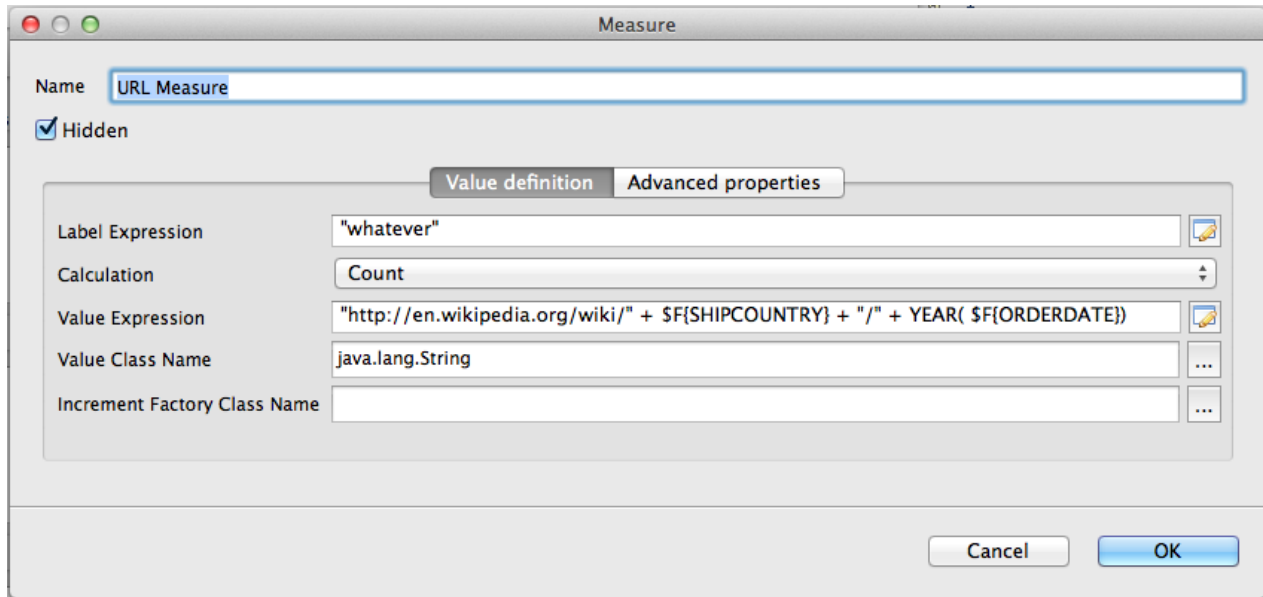 Measure
Name URL Measure
Hidden
Value definition Advanced properties
Label Expression "whatever"
Calculation Count
Value Expression "http://en.wikipedia.org/wiki/" + $F{SHIPCOUNTRY} + "/" + YEAR( $F{ORDERDATE})
Value Class Name java.lang.String ...
Increment Factory Class Name ...
Cancel OK